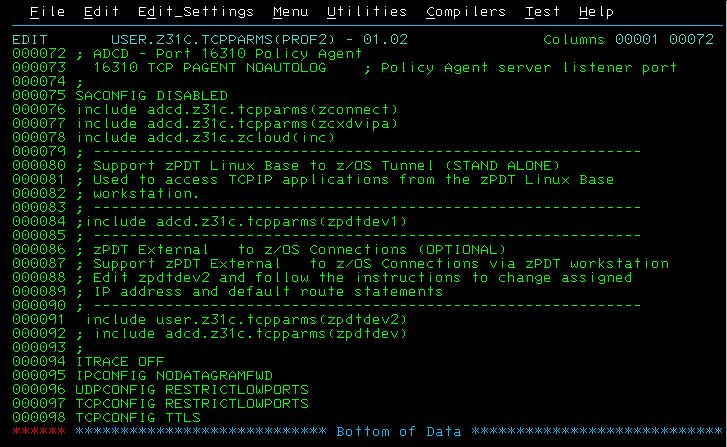 File  Edit  Edit_Settings  Menu  Utilities  Compilers  Test  Help
EDIT       USER.Z31C.TCPPARMS(PROF2) - 01.02                 Columns 00001 00072
000072 ; ADCD - Port 16310 Policy Agent
000073   16310 TCP PAGENT NOAUTOLOG    ; Policy Agent server listener port
000074 ;
000075 SACONFIG DISABLED
000076 include adcd.z31c.tcpparms(zconnect)
000077 include adcd.z31c.tcpparms(zcxdvipa)
000078 include adcd.z31c.zcloud(inc)
000079 ; -------------------------------------------------------------
000080 ; Support zPDT Linux Base to z/OS Tunnel (STAND ALONE)
000081 ; Used to access TCPIP applications from the zPDT Linux Base
000082 ; workstation.
000083 ; -------------------------------------------------------------
000084 ;include adcd.z31c.tcpparms(zpdtdev1)
000085 ; -------------------------------------------------------------
000086 ; zPDT External   to z/OS Connections (OPTIONAL)
000087 ; Support zPDT External   to z/OS Connections via zPDT workstation
000088 ; Edit zpdtdev2 and follow the instructions to change assigned
000089 ; IP address and default route statements
000090 ; -------------------------------------------------------------
000091  include user.z31c.tcpparms(zpdtdev2)
000092 ; include adcd.z31c.tcpparms(zpdtdev)
000093 ;
000094 ITRACE OFF
000095 IPCONFIG NODATAGRAMFWD
000096 UDPCONFIG RESTRICTLOWPORTS
000097 TCPCONFIG RESTRICTLOWPORTS
000098 TCPCONFIG TTLS
****** **************************** Bottom of Data ****************************